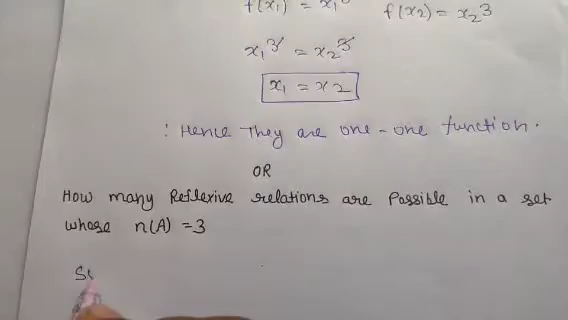 f(x₁) = x₁³ f(x₂) = x₂3
x₁3 = x₂3
x₁ = x2
: Hence They are one-one function.
OR
How many Reflexive relations are Possible in a set
whose n(A) = 3